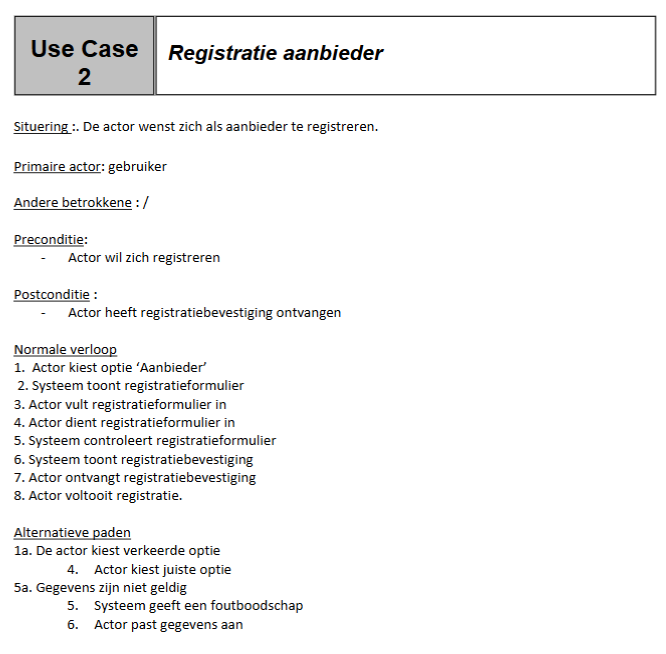 Use Case
2
Registratie aanbieder
Situering :. De actor wenst zich als aanbieder te registreren.
Primaire actor: gebruiker
Andere betrokkene : /
Preconditie:
- Actor wil zich registreren
Postconditie :
- Actor heeft registratiebevestiging ontvangen
Normale verloop
1. Actor kiest optie ‘Aanbieder’
2. Systeem toont registratieformulier
3. Actor vult registratieformulier in
4. Actor dient registratieformulier in
5. Systeem controleert registratieformulier
6. Systeem toont registratiebevestiging
7. Actor ontvangt registratiebevestiging
8. Actor voltooit registratie.
Alternatieve paden
1a. De actor kiest verkeerde optie
4. Actor kiest juiste optie
5a. Gegevens zijn niet geldig
5. Systeem geeft een foutboodschap
6. Actor past gegevens aan